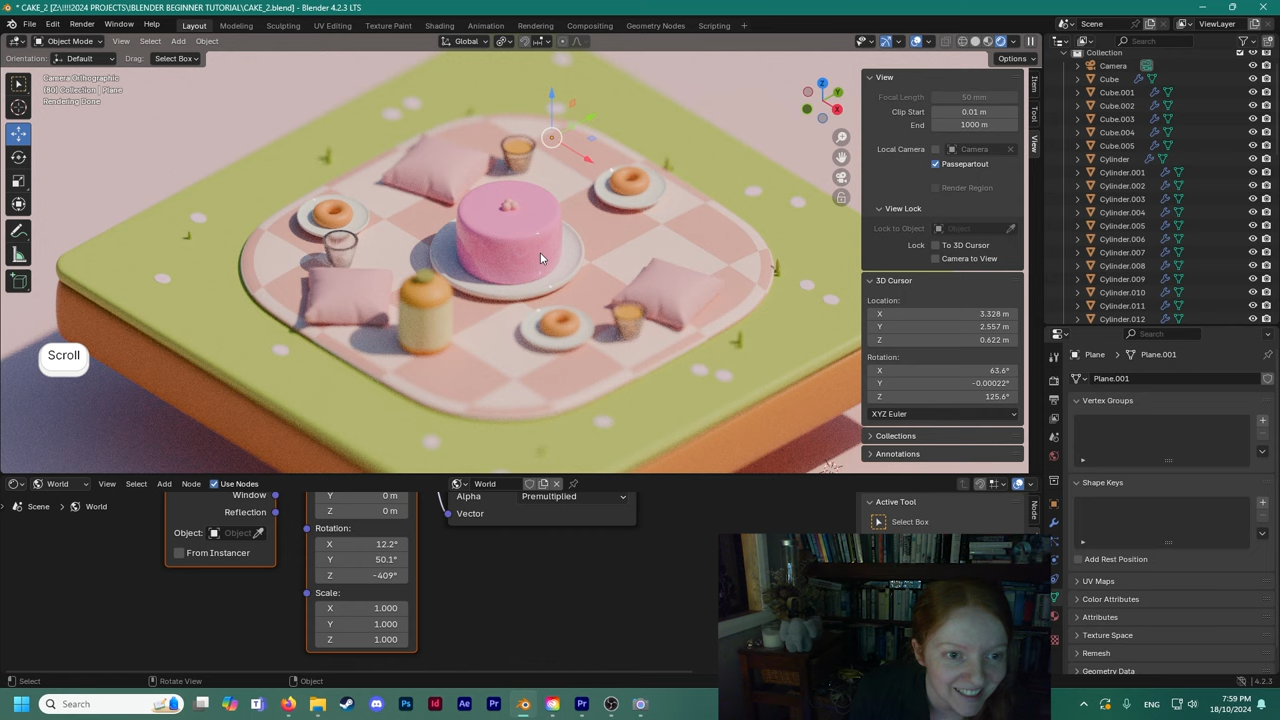 * CAKE_2 [Z:\!!!2024 PROJECTS\BLENDER BEGINNER TUTORIAL\CAKE_2.blend] - Blender 4.2.3 LTS
File Edit Render Window Help Layout Modeling Sculpting UV Editing Texture Paint Shading Animation Rendering Compositing Geometry Nodes Scripting + Scene ViewLayer
Object Mode View Select Add Object Global Search
Orientation: Default Drag: Select Box Options
Camera Orthographic
(80) Collection | Plane
Rendering Done
Z
Y
X
View
Focal Length 50 mm
Clip Start 0.01 m
End 1000 m
Local Camera Camera
Passepartout
Render Region
View Lock
Lock to Object Object
Lock To 3D Cursor
Camera to View
3D Cursor
Location:
X 3.328 m
Y 2.557 m
Z 0.622 m
Rotation:
X 63.6°
Y -0.00022°
Z 125.6°
XYZ Euler
Collections
Annotations
Item
Tool
View
Collection
Camera
Cube
Cube.001
Cube.002
Cube.003
Cube.004
Cube.005
Cylinder
Cylinder.001
Cylinder.002
Cylinder.003
Cylinder.004
Cylinder.005
Cylinder.006
Cylinder.007
Cylinder.008
Cylinder.009
Cylinder.010
Cylinder.011
Cylinder.012
Search
Plane Plane.001
Plane.001
Vertex Groups
Shape Keys
Add Rest Position
UV Maps
Color Attributes
Attributes
Texture Space
Remesh
Geometry Data
Scroll
World View Select Add Node Use Nodes World
Scene World
Window
Reflection
Object: Object
From Instancer
Y 0 m
Z 0 m
Rotation:
X 12.2°
Y 50.1°
Z -409°
Scale:
X 1.000
Y 1.000
Z 1.000
Alpha Premultiplied
Vector
Active Tool
Select Box
Node
Select Rotate View Object 4.2.3
Search
ENG
7:59 PM
18/10/2024